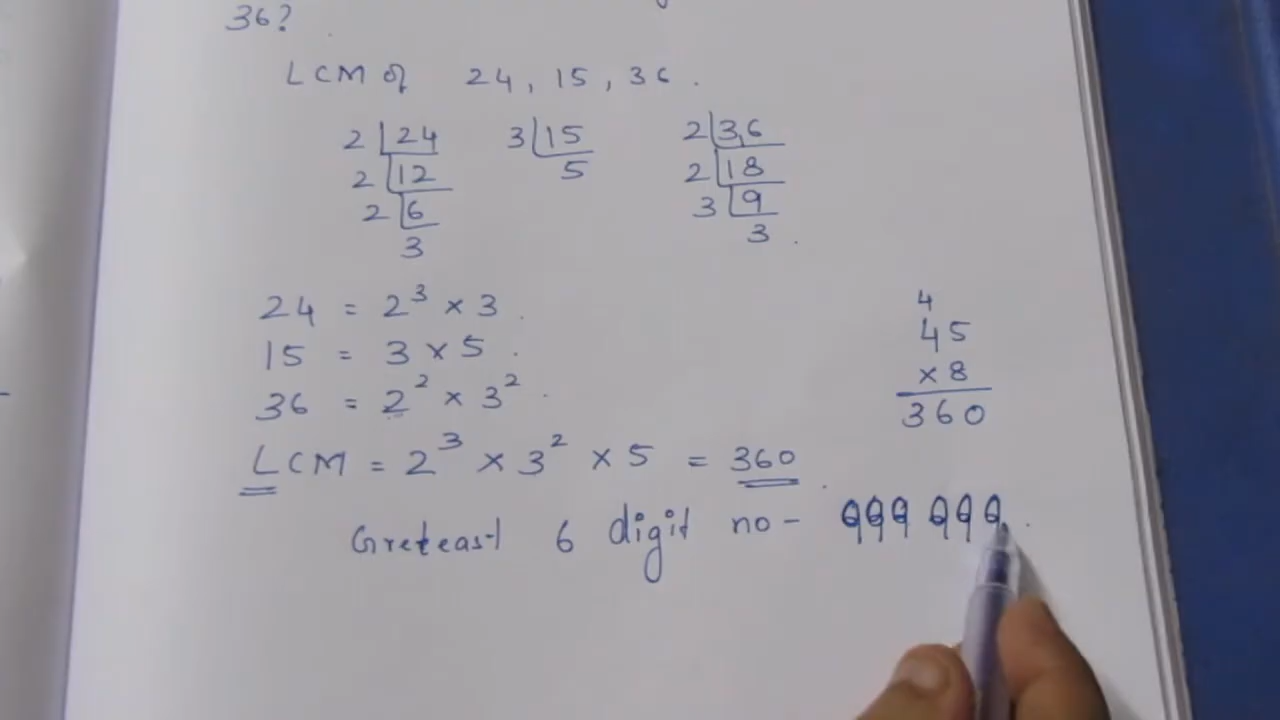 36?
LCM of 24, 15, 36.
2 | 24 3 | 15 2 | 36
2 | 12 5 2 | 18
2 | 6 3 | 9
3 3
24 = 2³ × 3
15 = 3 × 5
36 = 2² × 3²
4
45
× 8
360
LCM = 2³ × 3² × 5 = 360
Greteast 6 digit no - 999 999